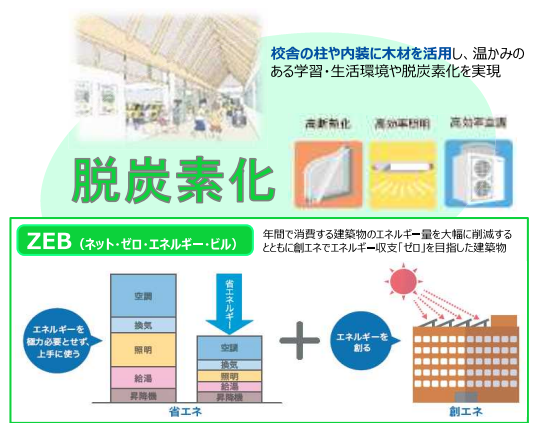 校舎の柱や内装に木材を活用し、温かみの
ある学習・生活環境や脱炭素化を実現
高断熱化
高効率照明
高効率空調
脱炭素化
ZEB（ネット・ゼロ・エネルギー・ビル）
年間で消費する建築物のエネルギー量を大幅に削減する
とともに創エネでエネルギー収支「ゼロ」を目指した建築物
エネルギーを
極力必要とせず、
上手に使う
空調
換気
照明
給湯
昇降機
省エネルギー
空調
換気
照明
給湯
昇降機
省エネ
エネルギーを
創る
創エネ